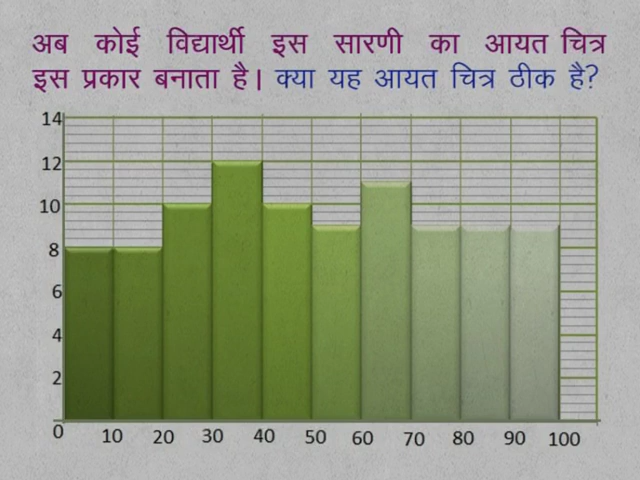 अब कोई विद्यार्थी इस सारणी का आयत चित्र
इस प्रकार बनाता है। क्या यह आयत चित्र ठीक है?
14
12
10
8
6
4
2
0 10 20 30 40 50 60 70 80 90 100